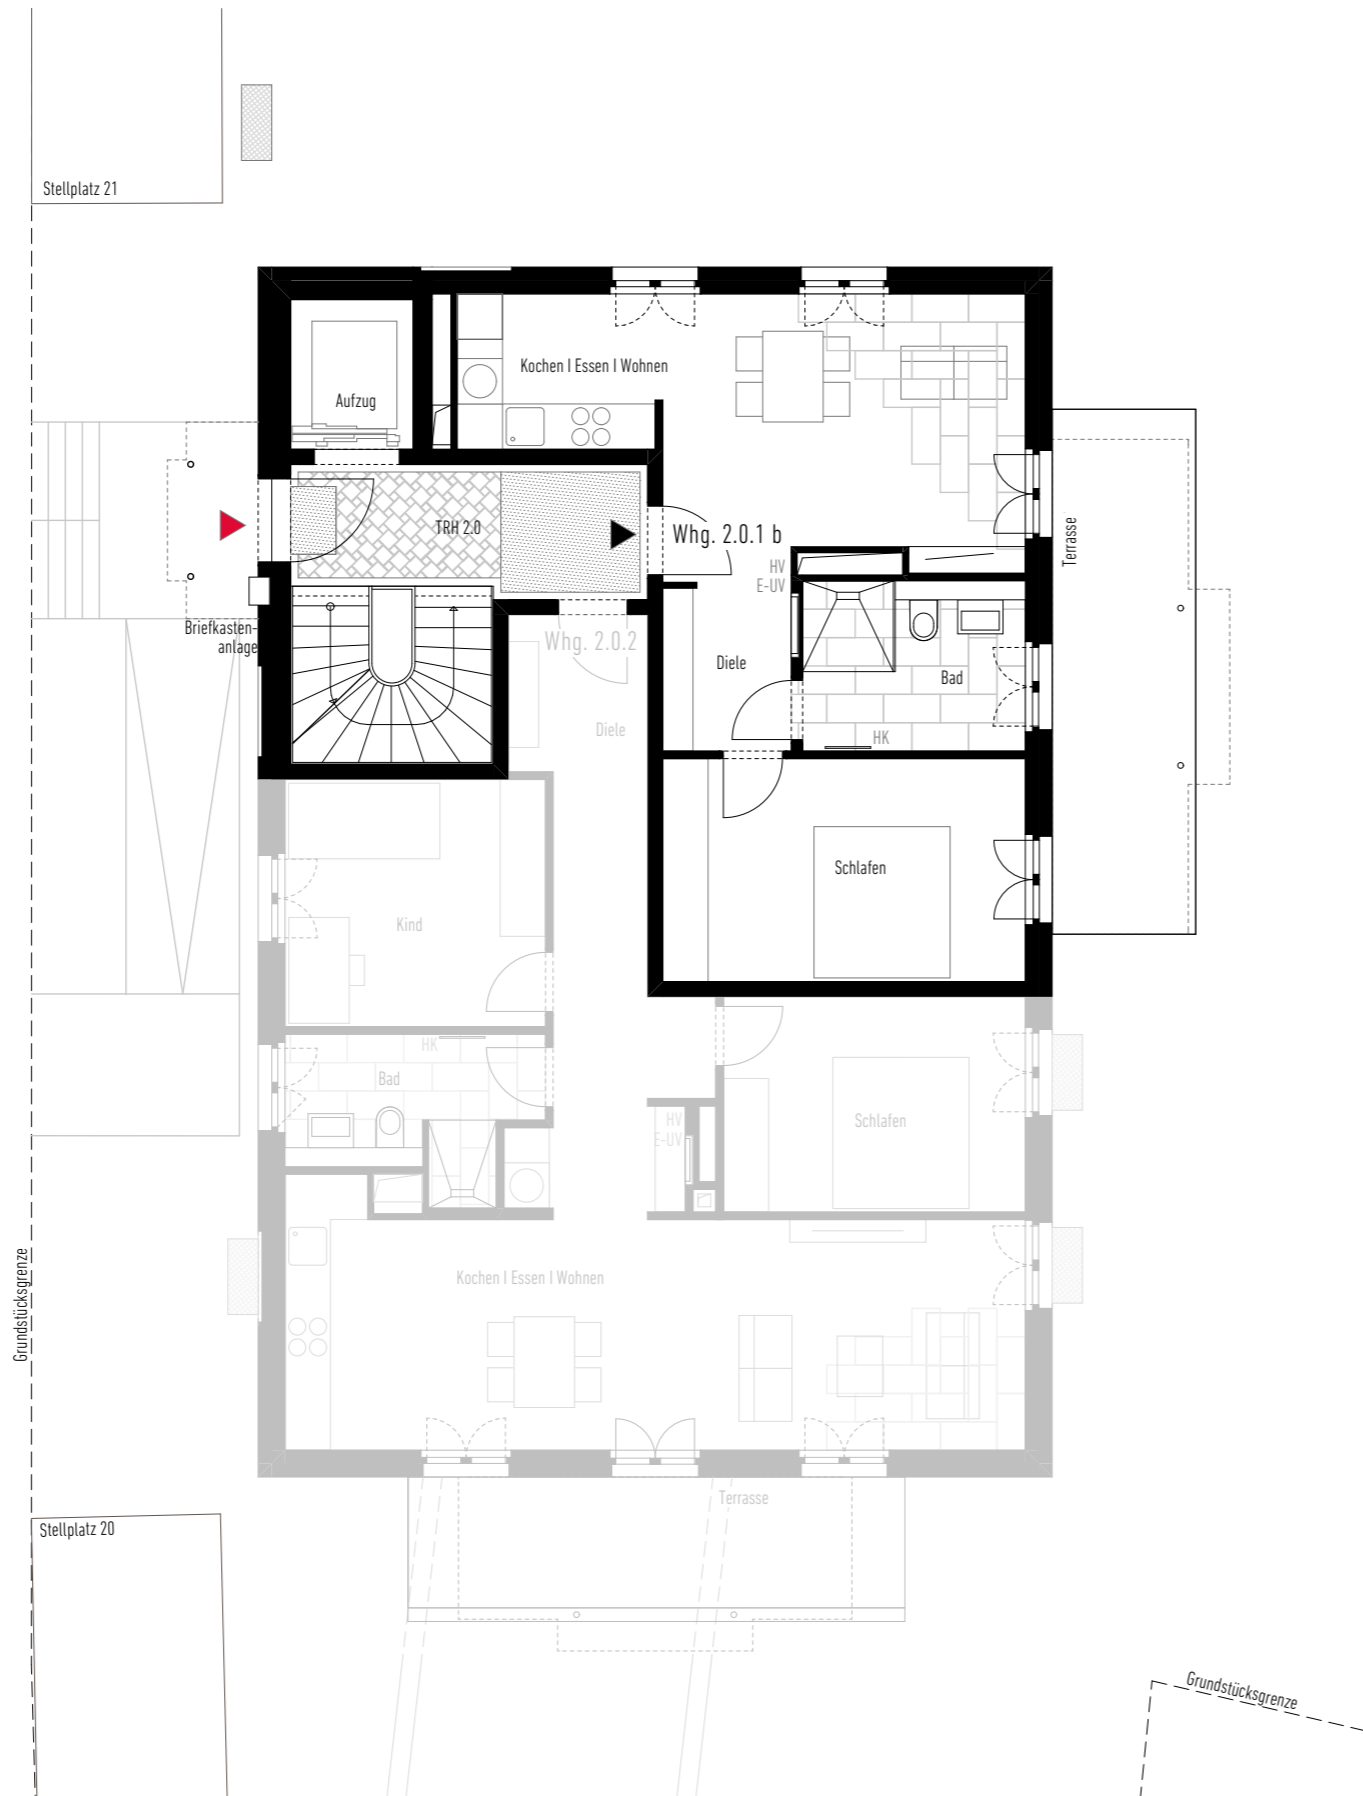 Stellplatz 21
Kochen I Essen I Wohnen
Aufzug
TRH 2.0
Whg. 2.0.1 b
Terrasse
HV
E-UV
Briefkasten-
anlage
Whg. 2.0.2
Diele
Bad
Diele
HK
Schlafen
Kind
HK
Bad
HV
E-UV
Schlafen
Grundstücksgrenze
Kochen I Essen I Wohnen
Terrasse
Stellplatz 20
Grundstücksgrenze